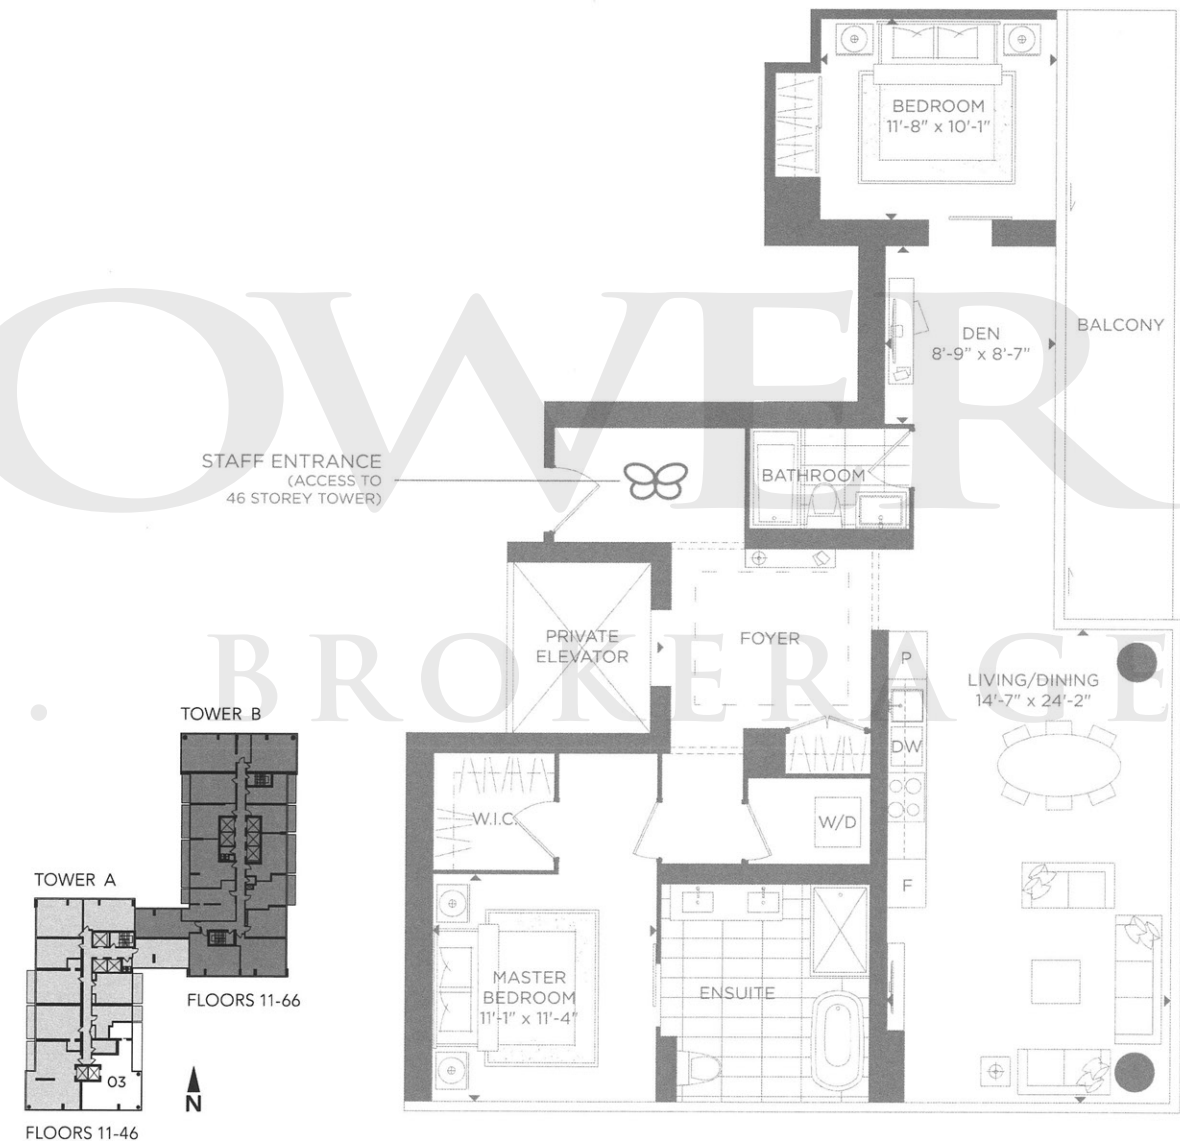 BEDROOM
11'-8" x 10'-1"
DEN
8'-9" x 8'-7"
BALCONY
OWER
STAFF ENTRANCE
(ACCESS TO
46 STOREY TOWER)
BATHROOM
PRIVATE
ELEVATOR
FOYER
P
LIVING/DINING
14'-7" x 24'-2"
. BROKERAGE
DW
W.I.C.
W/D
F
MASTER
BEDROOM
11'-1" x 11'-4"
ENSUITE
TOWER B
TOWER A
FLOORS 11-66
03
N
FLOORS 11-46